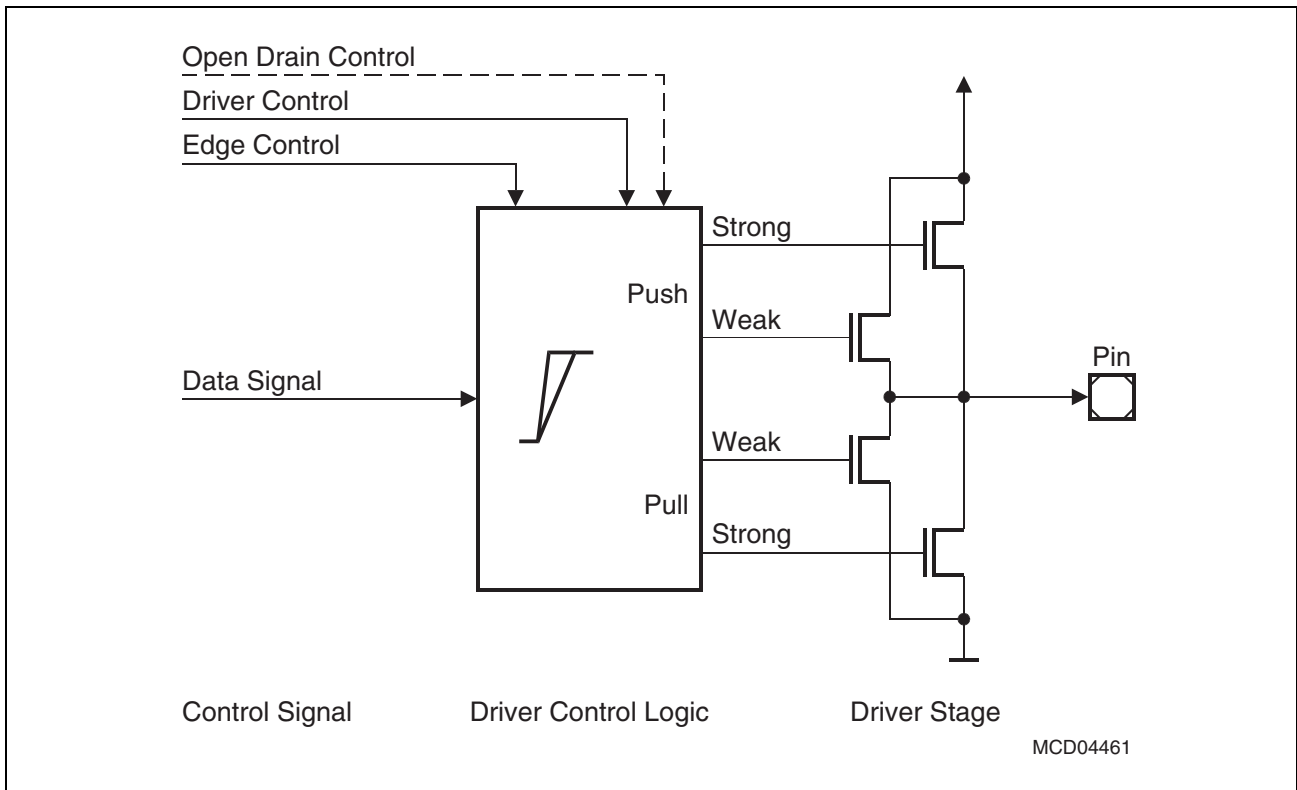 Open Drain Control
Driver Control
Edge Control
Strong
Push
Weak
Pin
Data Signal
Weak
Pull
Strong
Control Signal
Driver Control Logic
Driver Stage
MCD04461